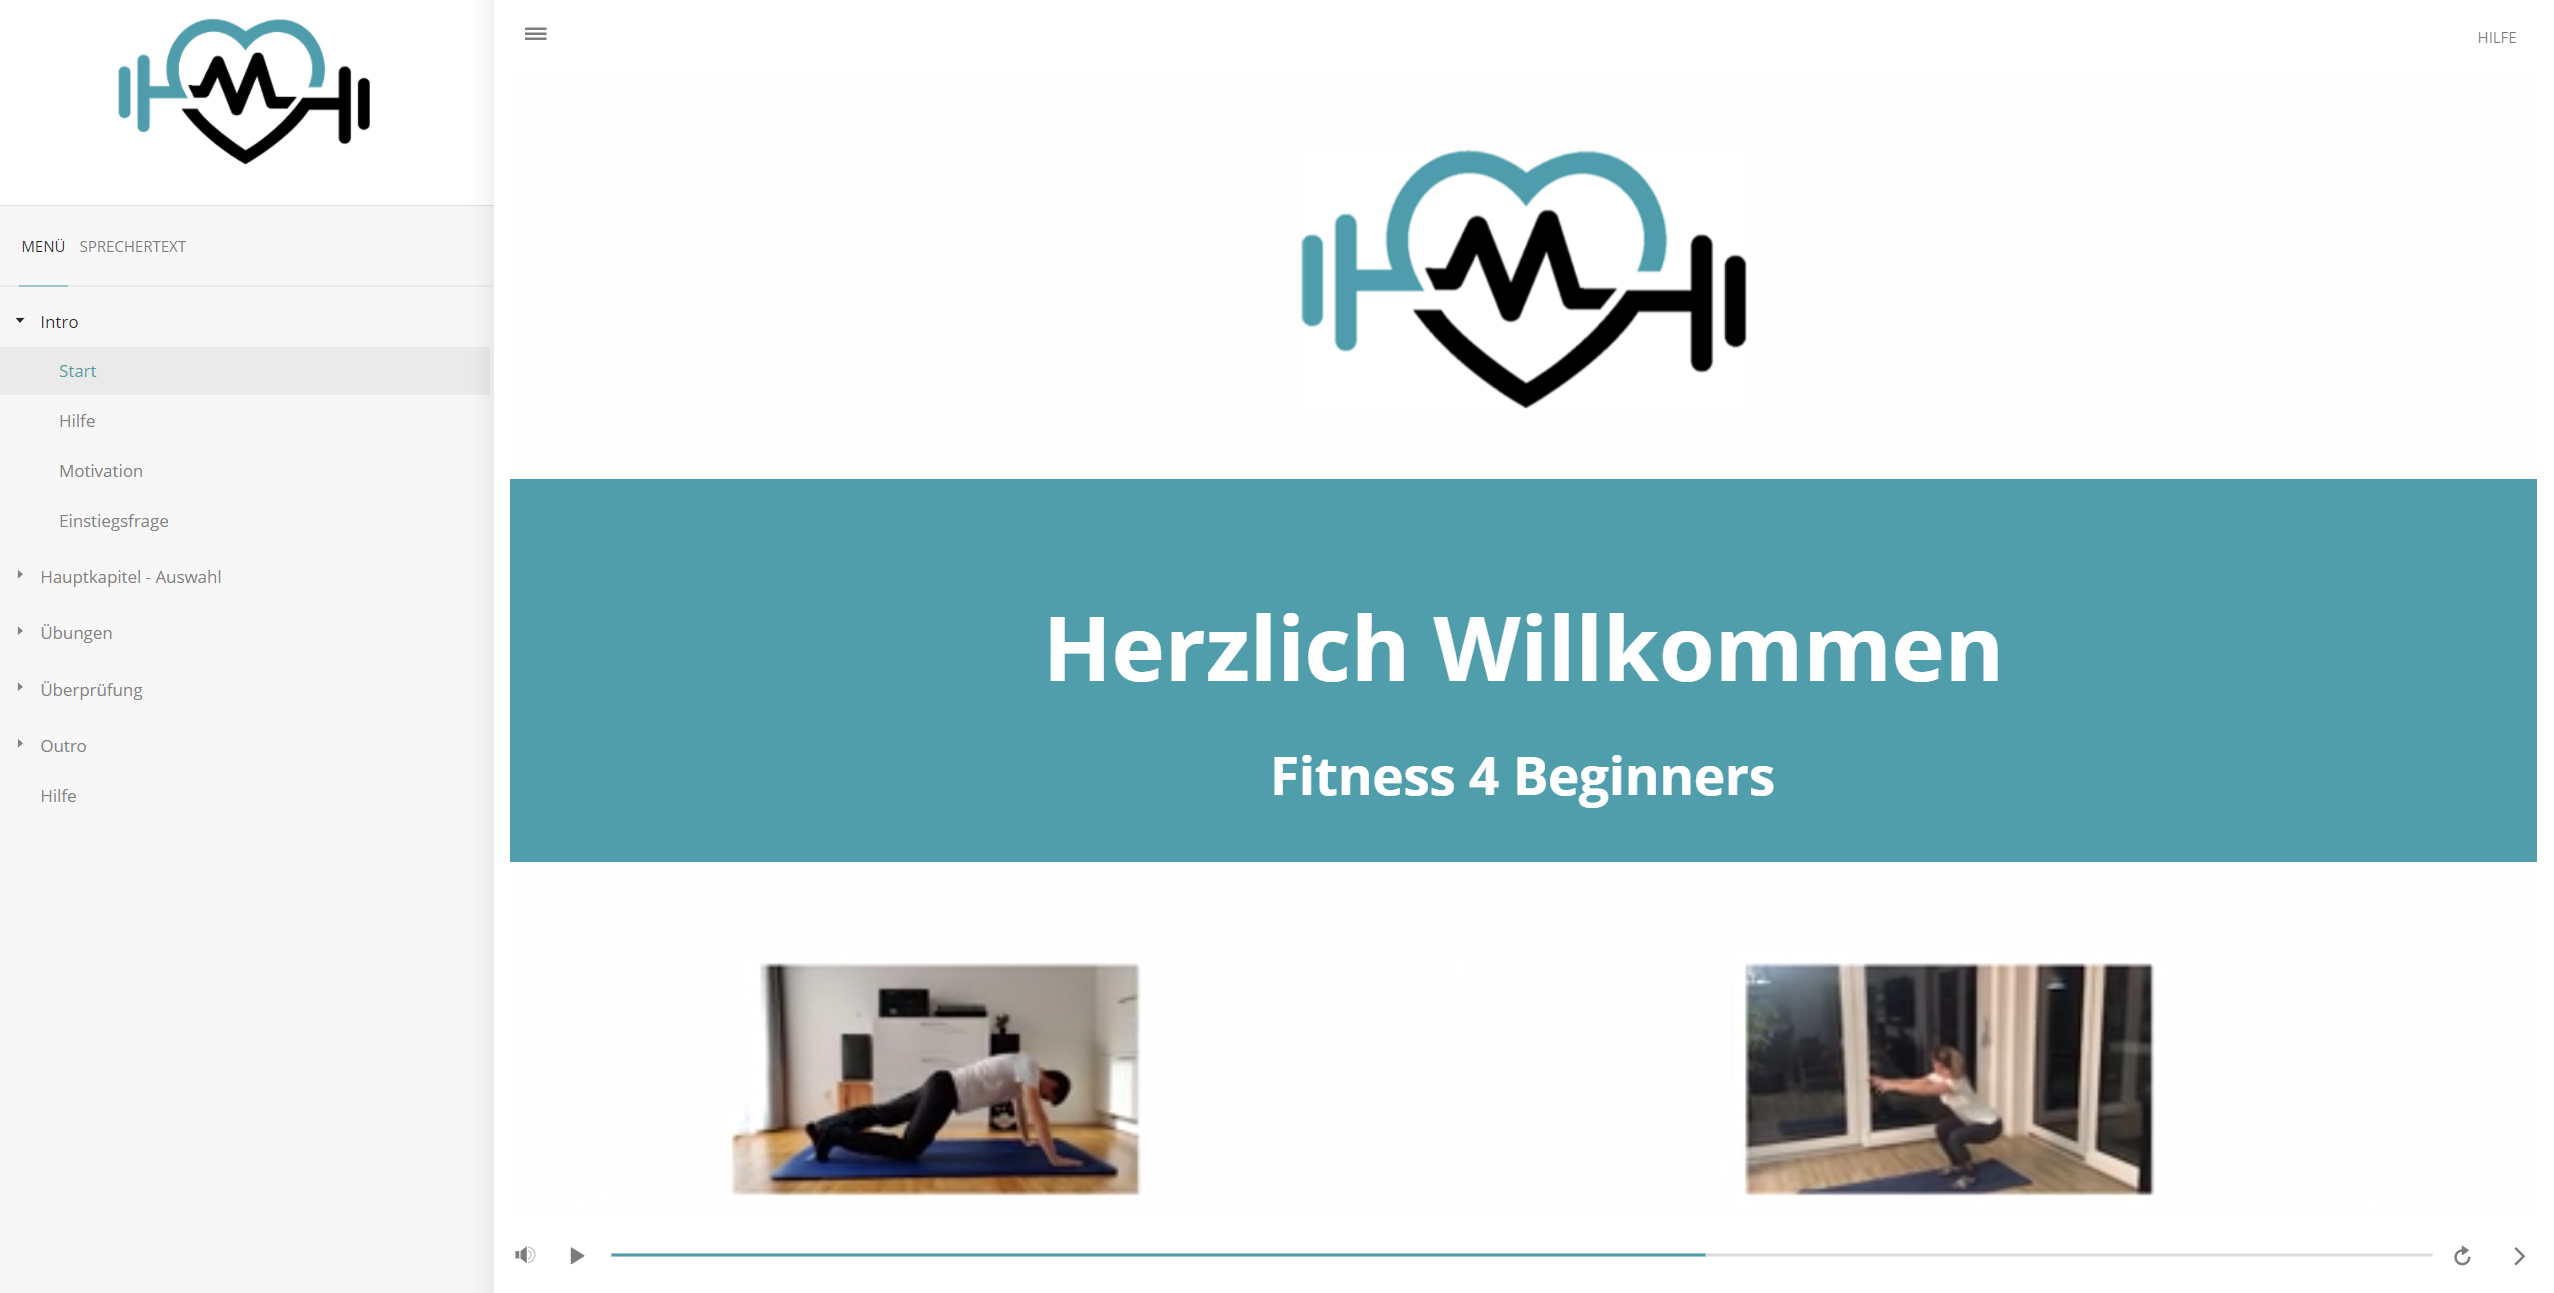 MENÜ SPRECHERTEXT
Intro
Start
Hilfe
Motivation
Einstiegsfrage
Hauptkapitel - Auswahl
Übungen
Überprüfung
Outro
Hilfe
HILFE
Herzlich Willkommen
Fitness 4 Beginners